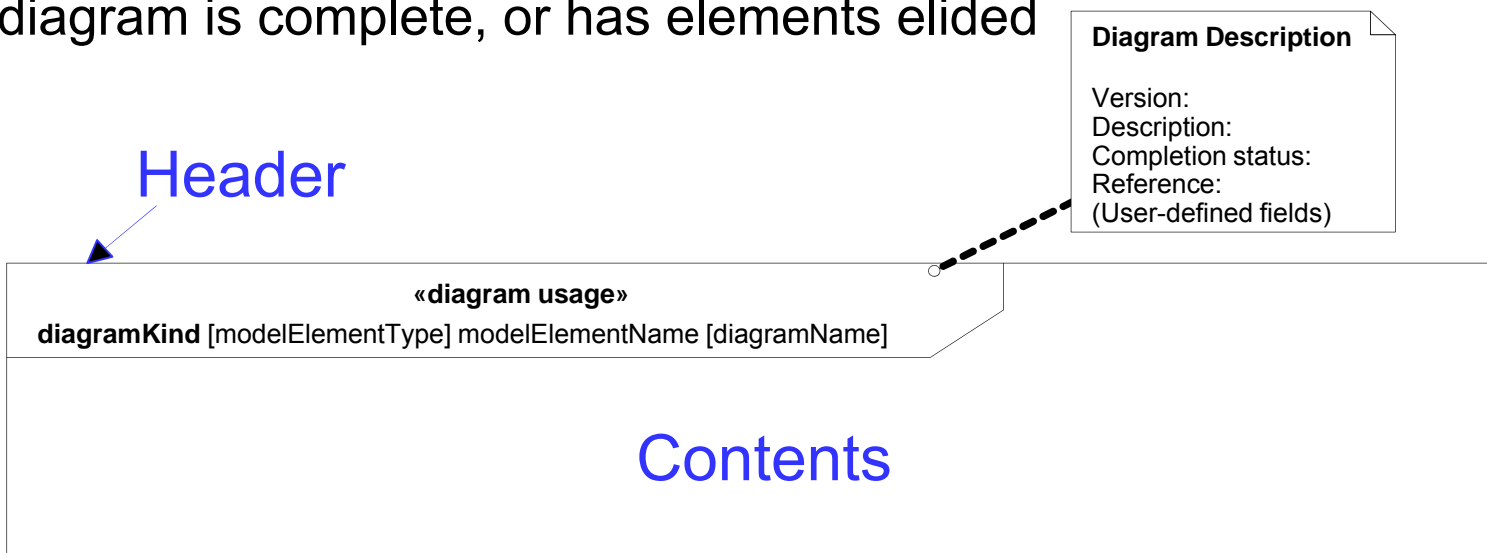 diagram is complete, or has elements elided
Diagram Description
Version:
Description:
Completion status:
Reference:
(User-defined fields)
Header
«diagram usage»
diagramKind [modelElementType] modelElementName [diagramName]
Contents